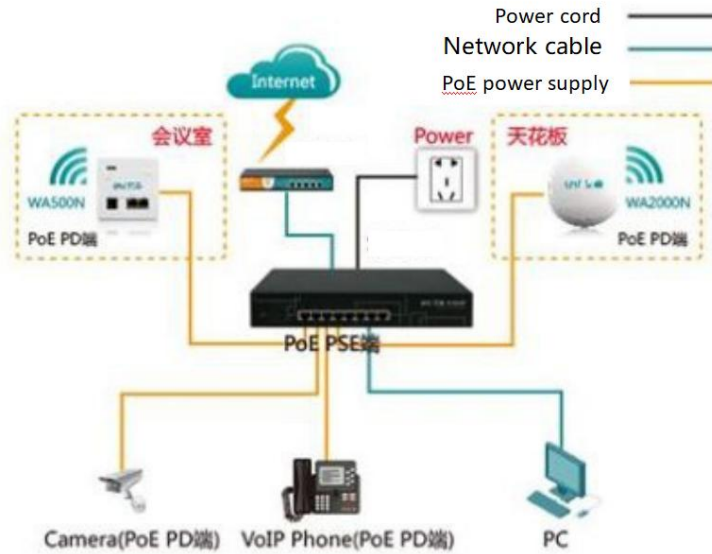 Power cord
Network cable
PoE power supply
Internet
会议室
Power
天花板
WA500N
WA2000N
PoE PD端
PoE PD端
PoE PSE端
Camera(PoE PD端)
VoIP Phone(PoE PD端)
PC